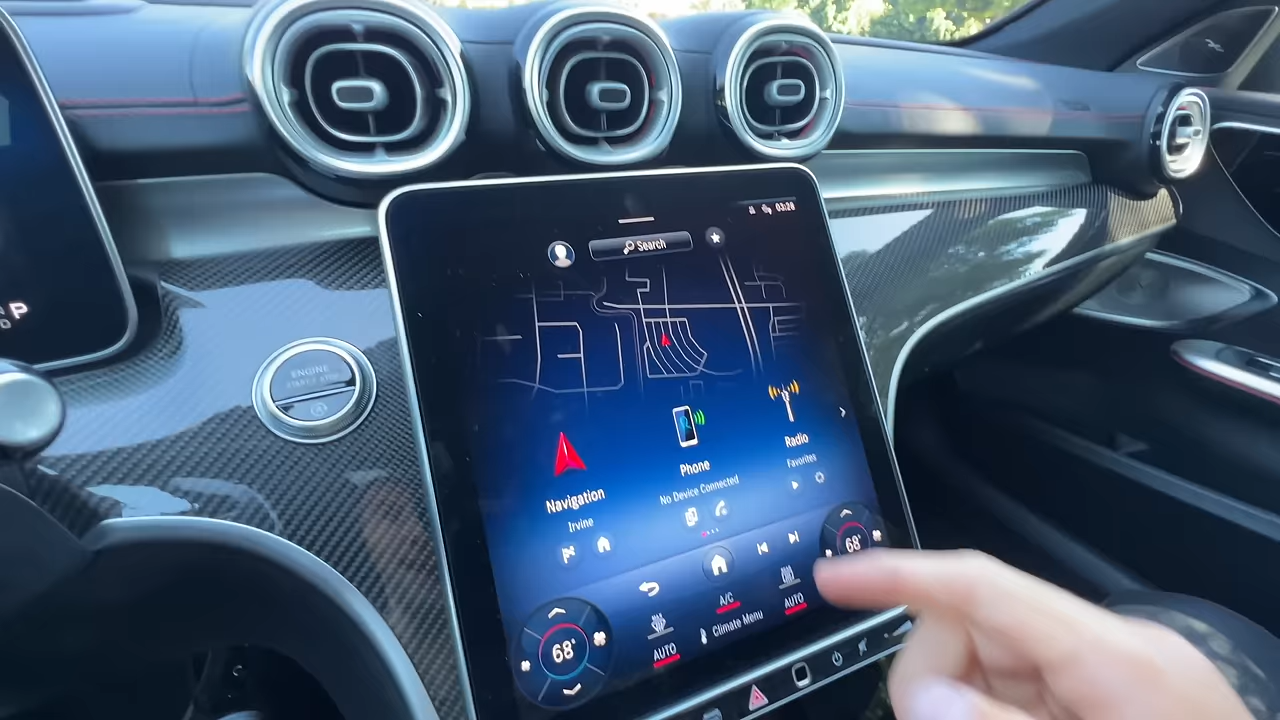 03:28
Search
P
D
ENGINE
START / STOP
Navigation
Irvine
Phone
No Device Connected
Radio
Favorites
68°
A/C
AUTO
Climate Menu
AUTO
68°